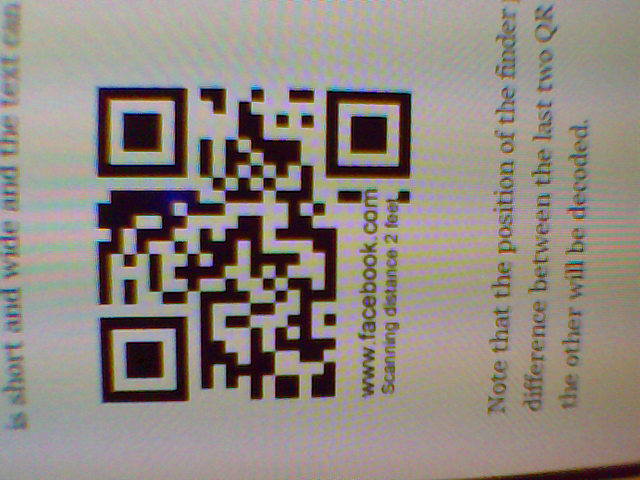 is short and wide and the text can
www.facebook.com
Scanning distance 2 feet
Note that the position of the finder
difference between the last two QR
the other will be decoded.